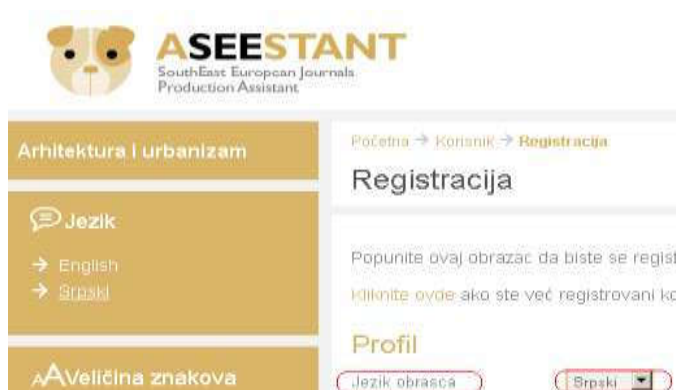 ASEESTANT
SouthEast European Journals
Production Assistant
Arhitektura i urbanizam
Jezik
→ English
→ Srpski
AAVeličina znakova
Početna → Korisnik → Registracija
Registracija
Popunite ovaj obrazac da biste se regist
Kliknite ovde ako ste već registrovani ko
Profil
Jezik obrasca Srpski